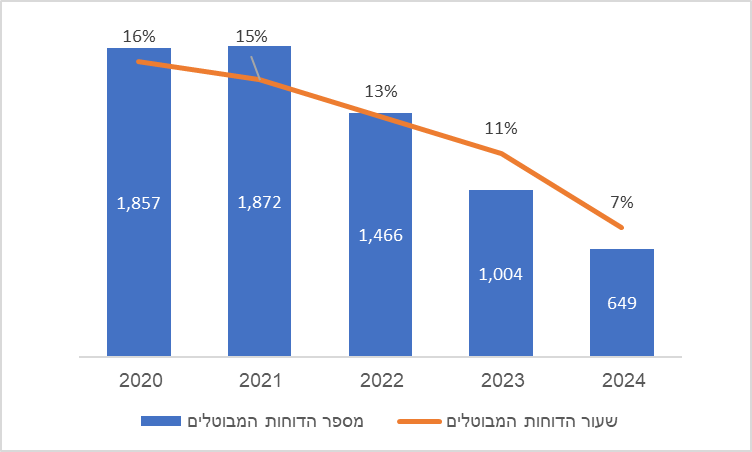 16% 15% 13% 11% 7%
1,857 1,872 1,466 1,004 649
2020 2021 2022 2023 2024
מספר הדוחות המבוטלים שעור הדוחות המבוטלים